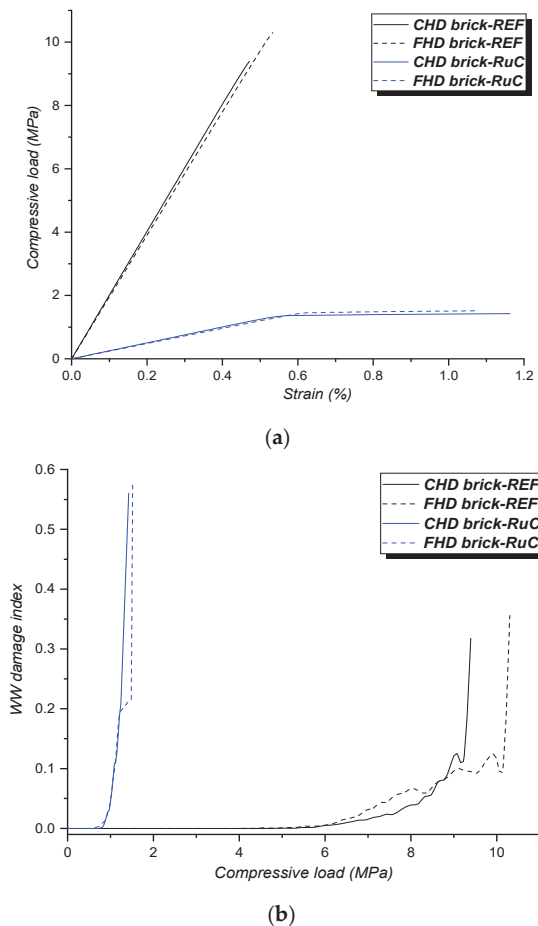 CHD brick-REF
FHD brick-REF
CHD brick-RuC
FHD brick-RuC
10
8
6
4
2
0
Compressive load (MPa)
0.0 0.2 0.4 0.6 0.8 1.0 1.2
Strain (%)
(a)
CHD brick-REF
FHD brick-REF
CHD brick-RuC
FHD brick-RuC
0.6
0.5
0.4
0.3
0.2
0.1
0.0
WW damage index
0 2 4 6 8 10
Compressive load (MPa)
(b)